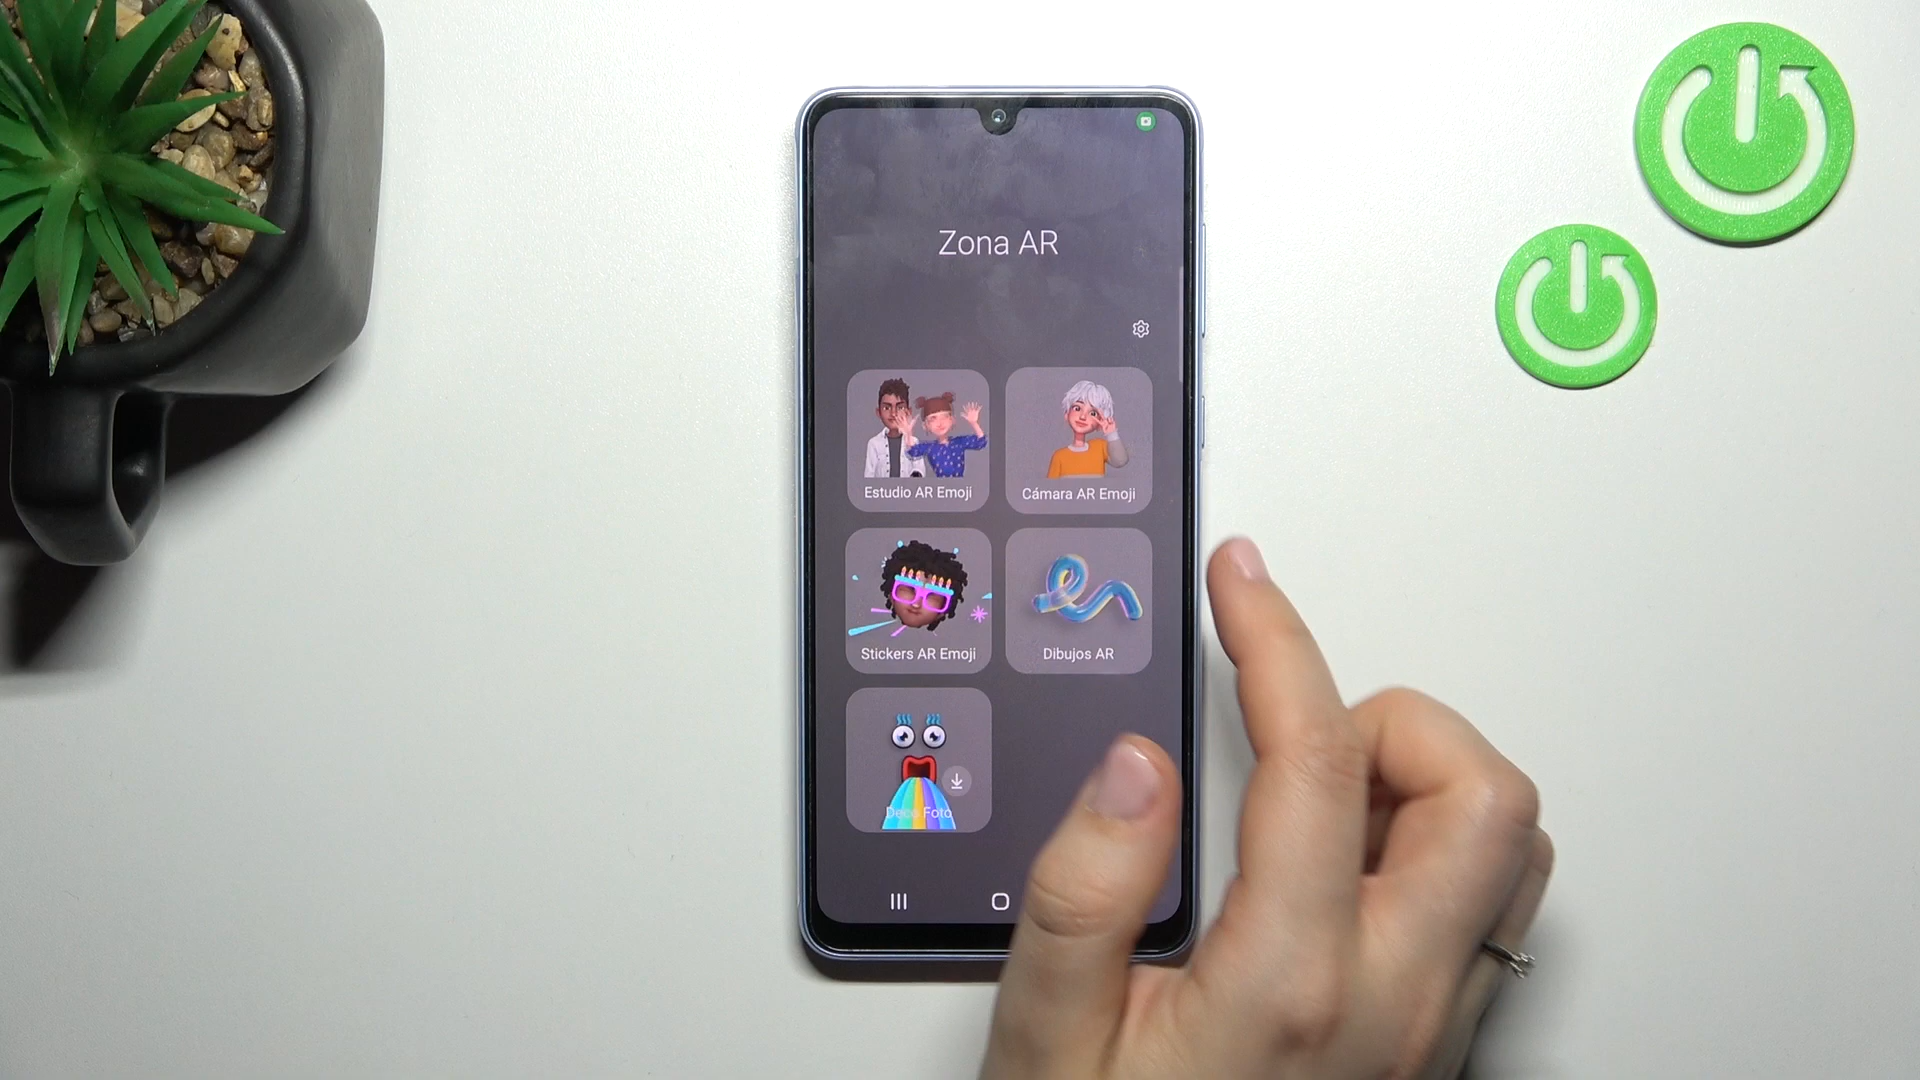 Zona AR
Estudio AR Emoji
Cámara AR Emoji
Stickers AR Emoji
Dibujos AR
Deco Foto